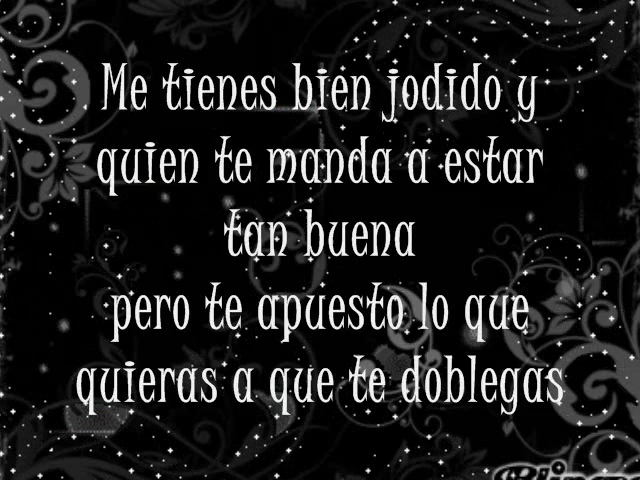 Me tienes bien jodido y
quien te manda a estar
tan buena
pero te apuesto lo que
quieras a que te doblegas